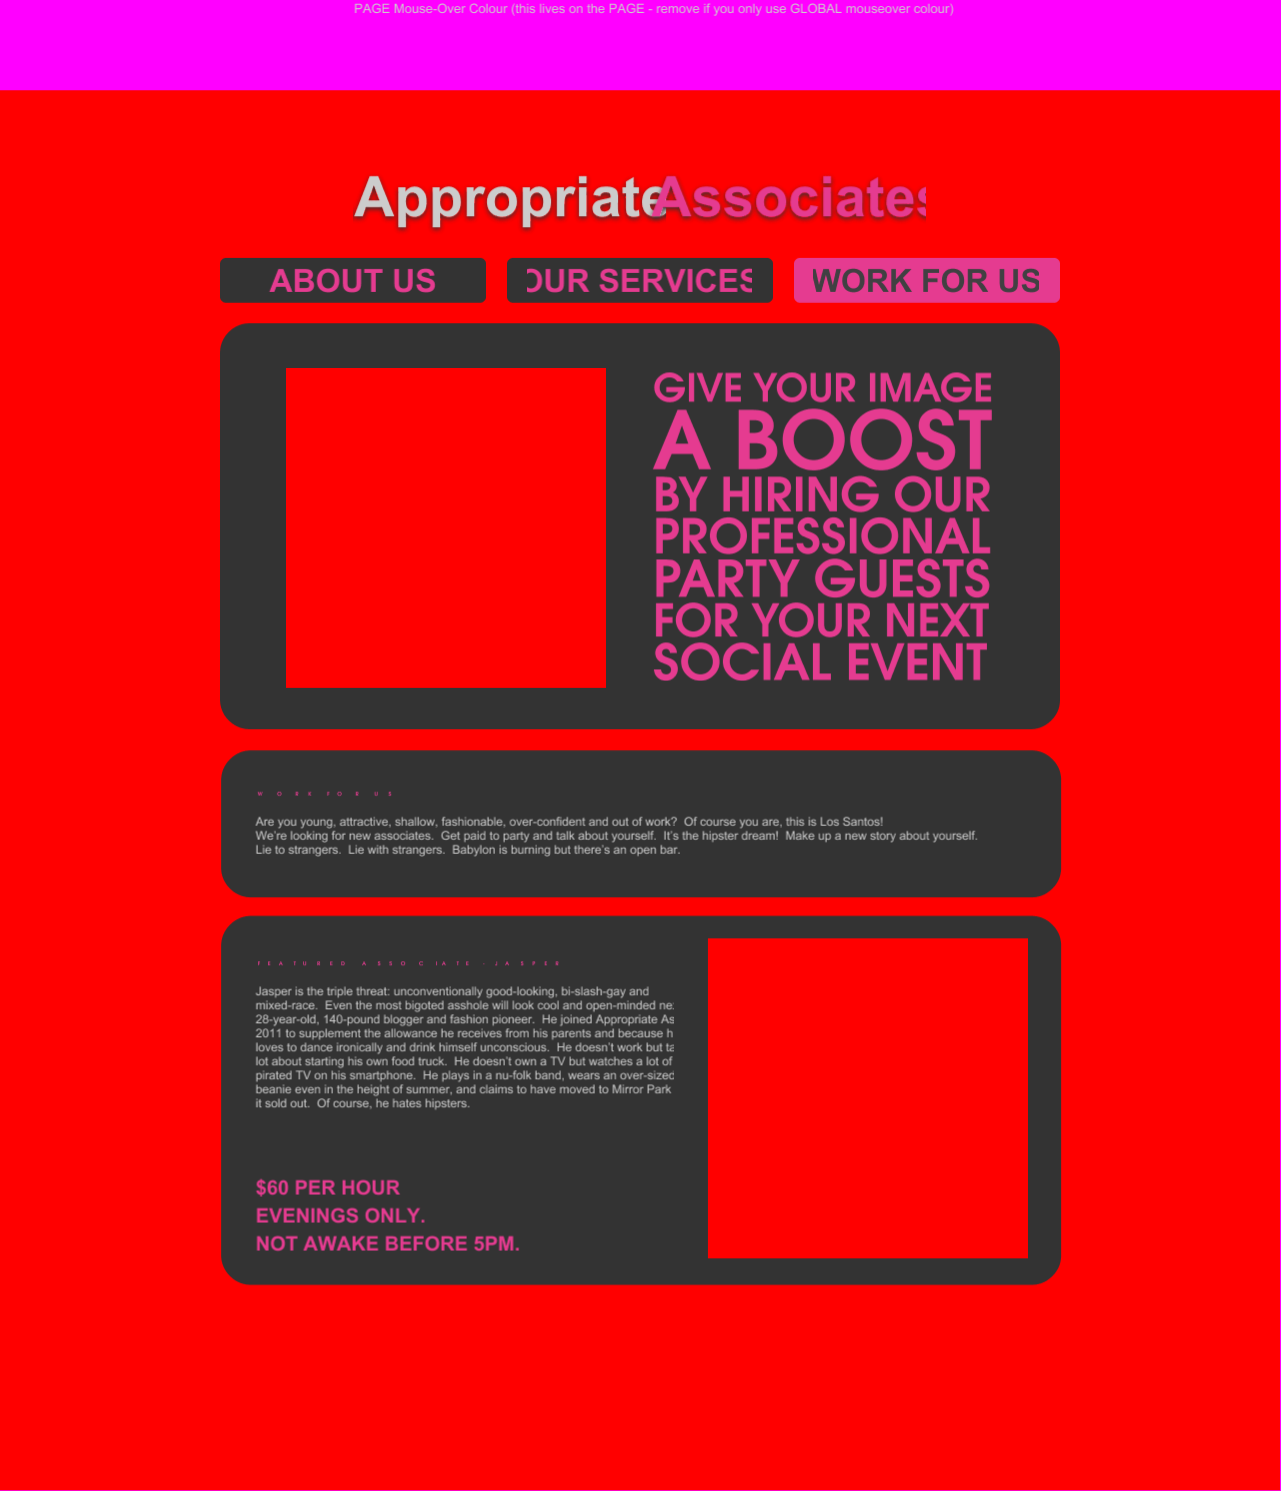 PAGE Mouse-Over Colour (this lives on the PAGE - remove if you only use GLOBAL mouseover colour)
Appropriate Associates
ABOUT US
OUR SERVICES
WORK FOR US
GIVE YOUR IMAGE
A BOOST
BY HIRING OUR
PROFESSIONAL
PARTY GUESTS
FOR YOUR NEXT
SOCIAL EVENT
WORK FOR US
Are you young, attractive, shallow, fashionable, over-confident and out of work?  Of course you are, this is Los Santos!
We're looking for new associates.  Get paid to party and talk about yourself.  It's the hipster dream!  Make up a new story about yourself.
Lie to strangers.  Lie with strangers.  Babylon is burning but there's an open bar.
FEATURED ASSOCIATE - JASPER
Jasper is the triple threat: unconventionally good-looking, bi-slash-gay and
mixed-race.  Even the most bigoted asshole will look cool and open-minded
28-year-old, 140-pound blogger and fashion pioneer.  He joined Appropriate
2011 to supplement the allowance he receives from his parents and because
loves to dance ironically and drink himself unconscious.  He doesn't work but
lot about starting his own food truck.  He doesn't own a TV but watches a lot of
pirated TV on his smartphone.  He plays in a nu-folk band, wears an over-sized
beanie even in the height of summer, and claims to have moved to Mirror Park
it sold out.  Of course, he hates hipsters.
$60 PER HOUR
EVENINGS ONLY.
NOT AWAKE BEFORE 5PM.